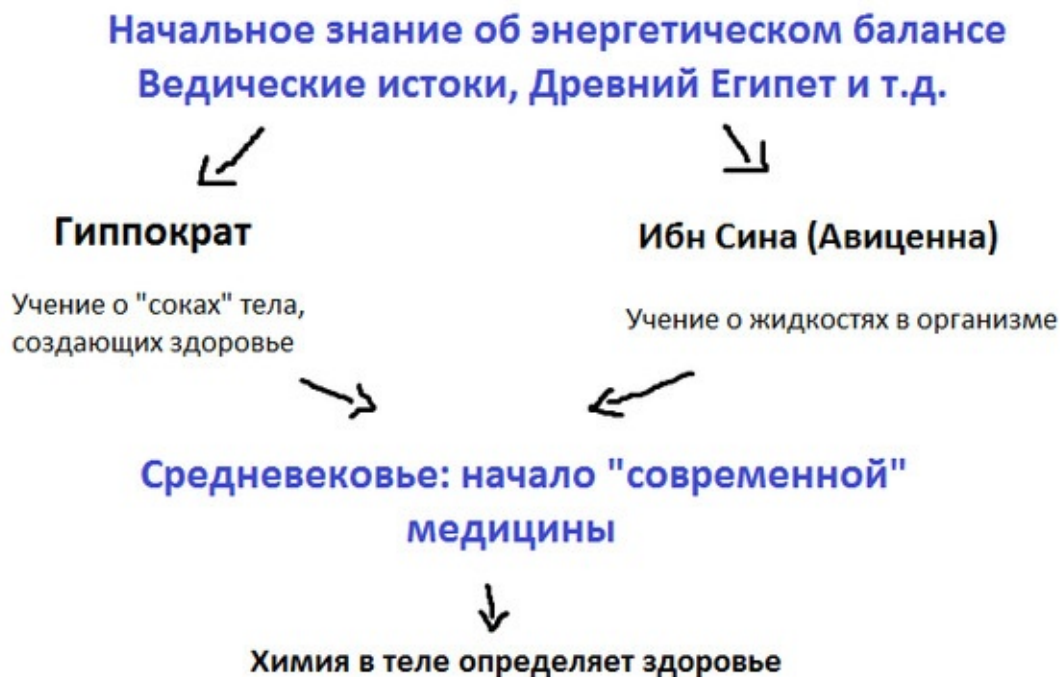 Начальное знание об энергетическом балансе
Ведические истоки, Древний Египет и т.д.
Гиппократ
Ибн Сина (Авиценна)
Учение о "соках" тела,
создающих здоровье
Учение о жидкостях в организме
Средневековье: начало "современной"
медицины
Химия в теле определяет здоровье